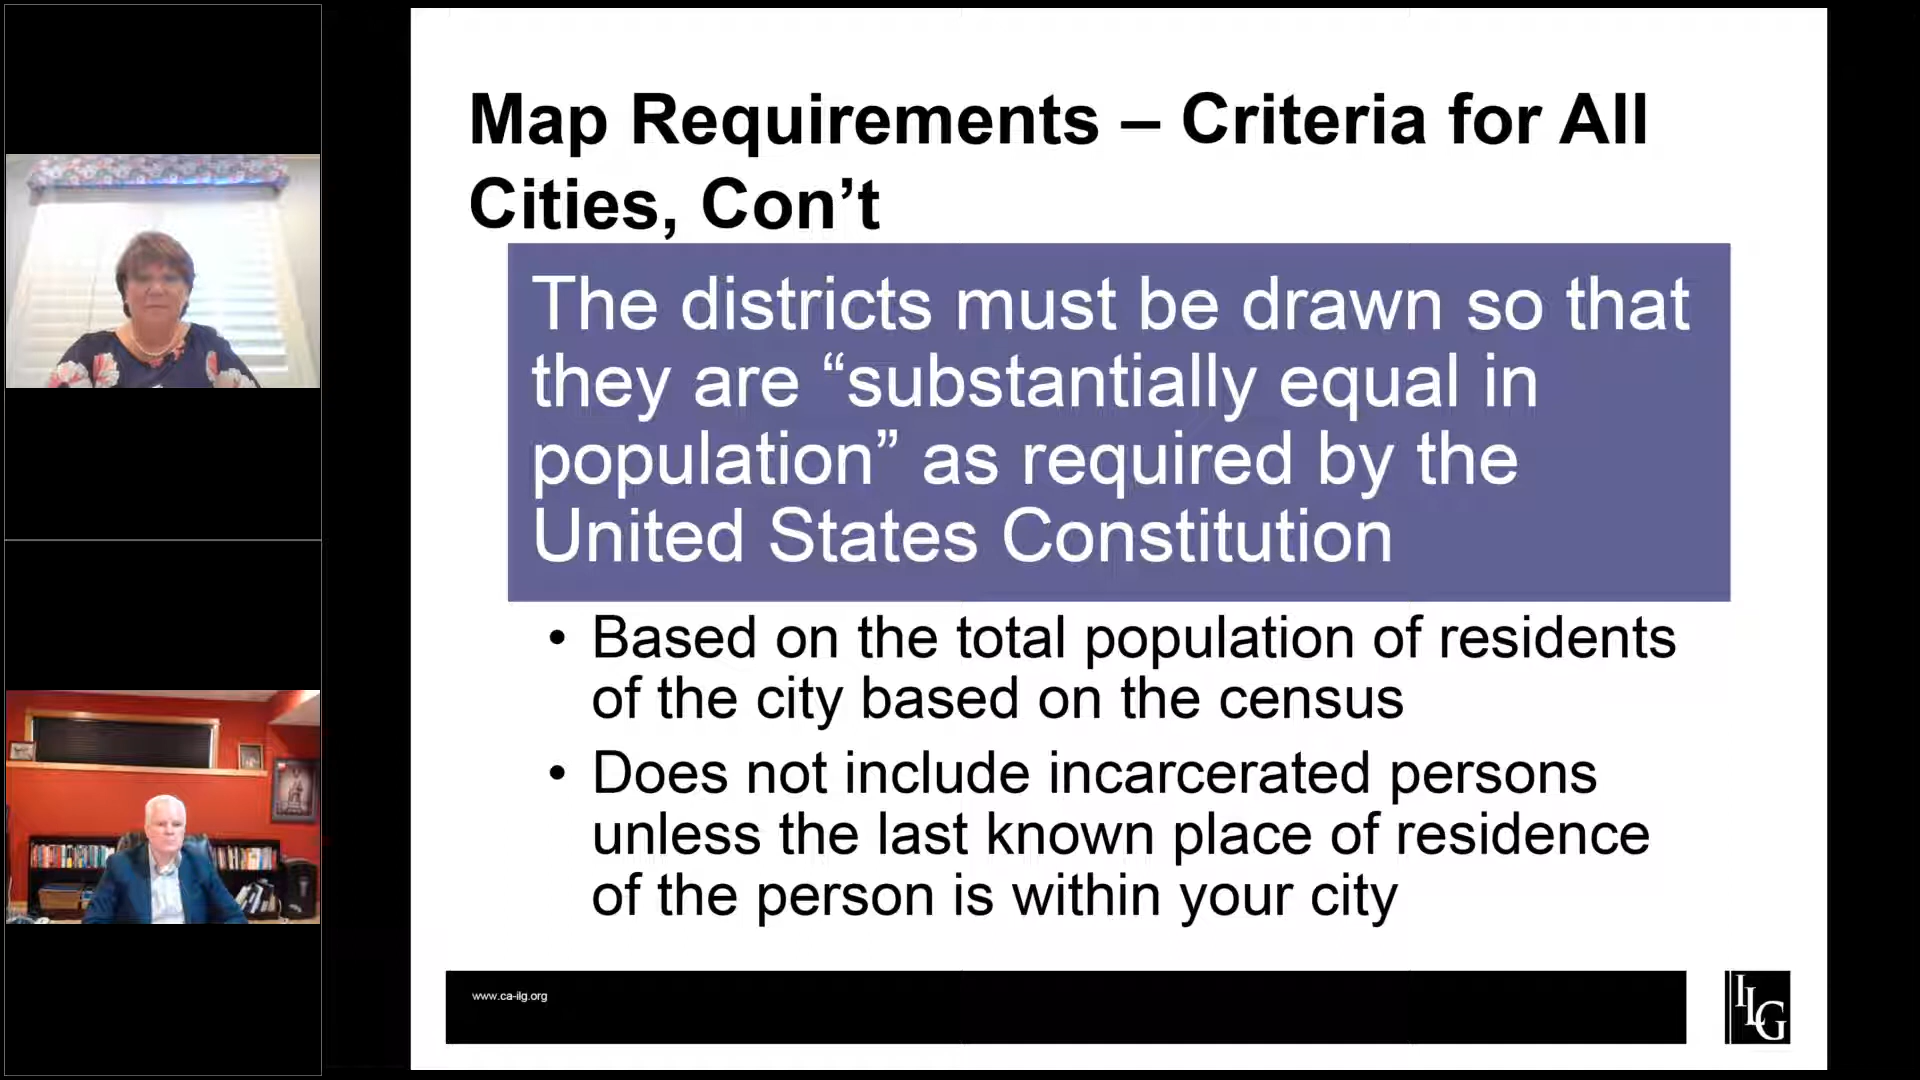 Map Requirements – Criteria for All
Cities, Con’t
The districts must be drawn so that
they are “substantially equal in
population” as required by the
United States Constitution
• Based on the total population of residents
of the city based on the census
• Does not include incarcerated persons
unless the last known place of residence
of the person is within your city
www.ca-ilg.org
ILG